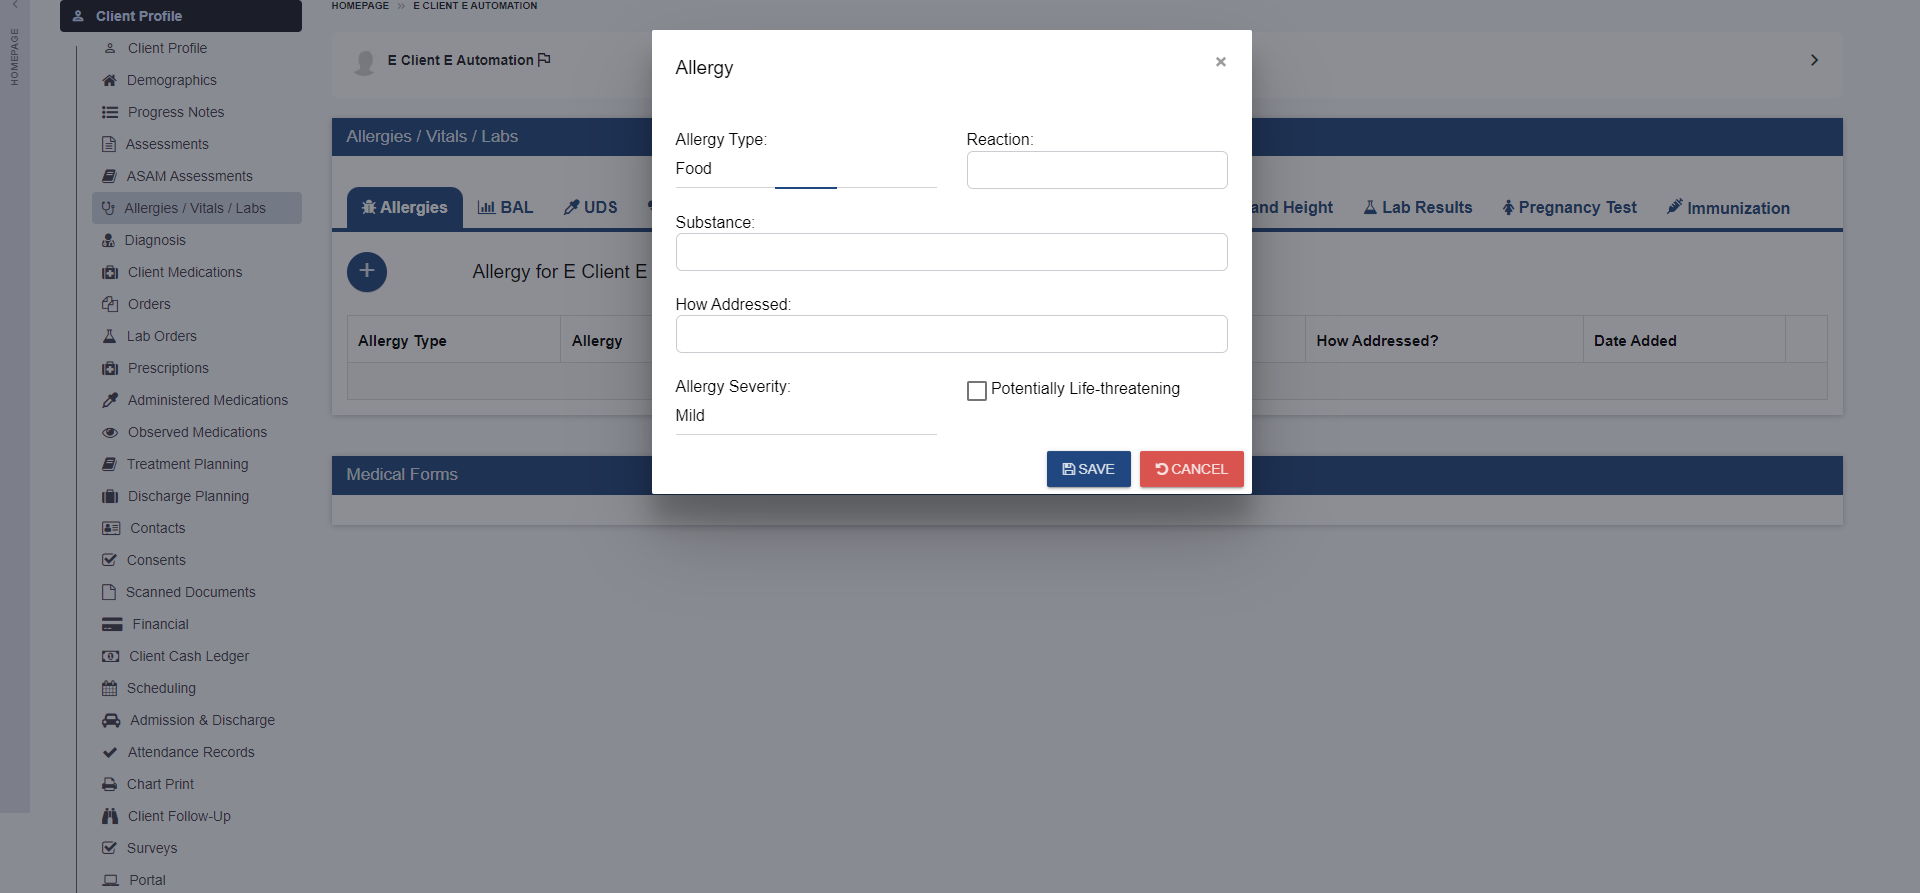 HOMEPAGE
Client Profile
Client Profile
Demographics
Progress Notes
Assessments
ASAM Assessments
Allergies / Vitals / Labs
Diagnosis
Client Medications
Orders
Lab Orders
Prescriptions
Administered Medications
Observed Medications
Treatment Planning
Discharge Planning
Contacts
Consents
Scanned Documents
Financial
Client Cash Ledger
Scheduling
Admission & Discharge
Attendance Records
Chart Print
Client Follow-Up
Surveys
Portal
HOMEPAGE >> E CLIENT E AUTOMATION
E Client E Automation
Allergies / Vitals / Labs
Allergies BAL UDS and Height Lab Results Pregnancy Test Immunization
Allergy for E Client E
Allergy Type Allergy How Addressed? Date Added
Medical Forms
Allergy ×
Allergy Type: Reaction:
Food
Substance:
How Addressed:
Allergy Severity: Potentially Life-threatening
Mild
SAVE CANCEL